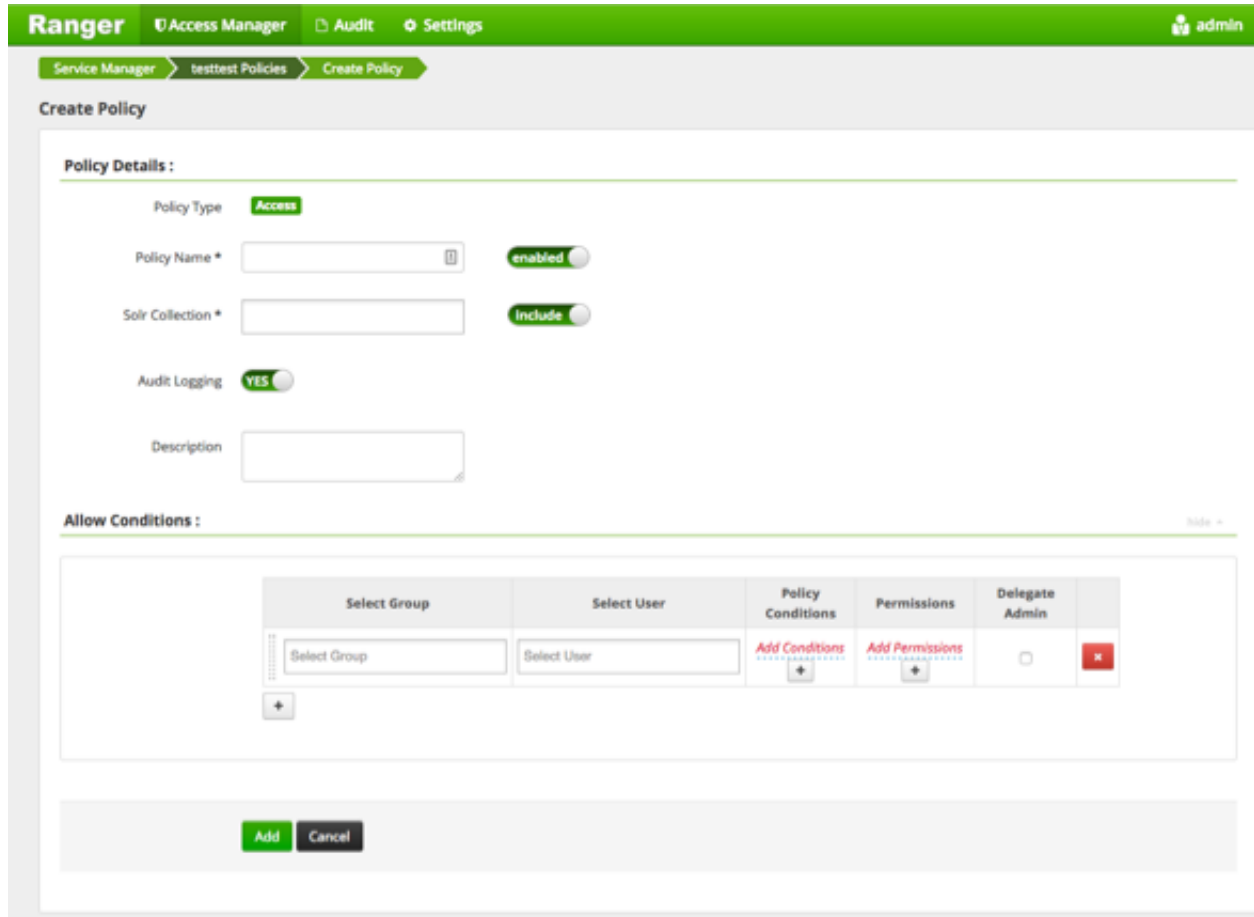 Ranger Access Manager Audit Settings admin
Service Manager testtest Policies Create Policy
Create Policy
Policy Details :
Policy Type Access
Policy Name * enabled
Solr Collection * Include
Audit Logging YES
Description
Allow Conditions :
hide
Select Group Select User Policy Conditions Permissions Delegate Admin
Select Group Select User Add Conditions Add Permissions
+ +
+
Add Cancel